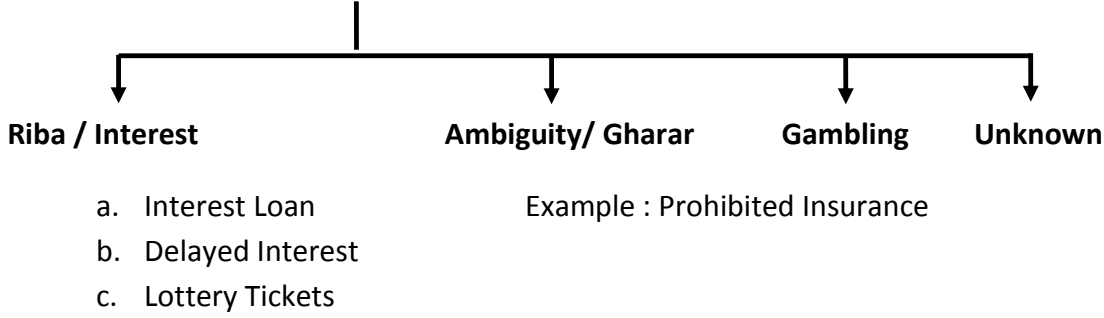 Riba / Interest Ambiguity/ Gharar Gambling Unknown
a. Interest Loan Example : Prohibited Insurance
b. Delayed Interest
c. Lottery Tickets